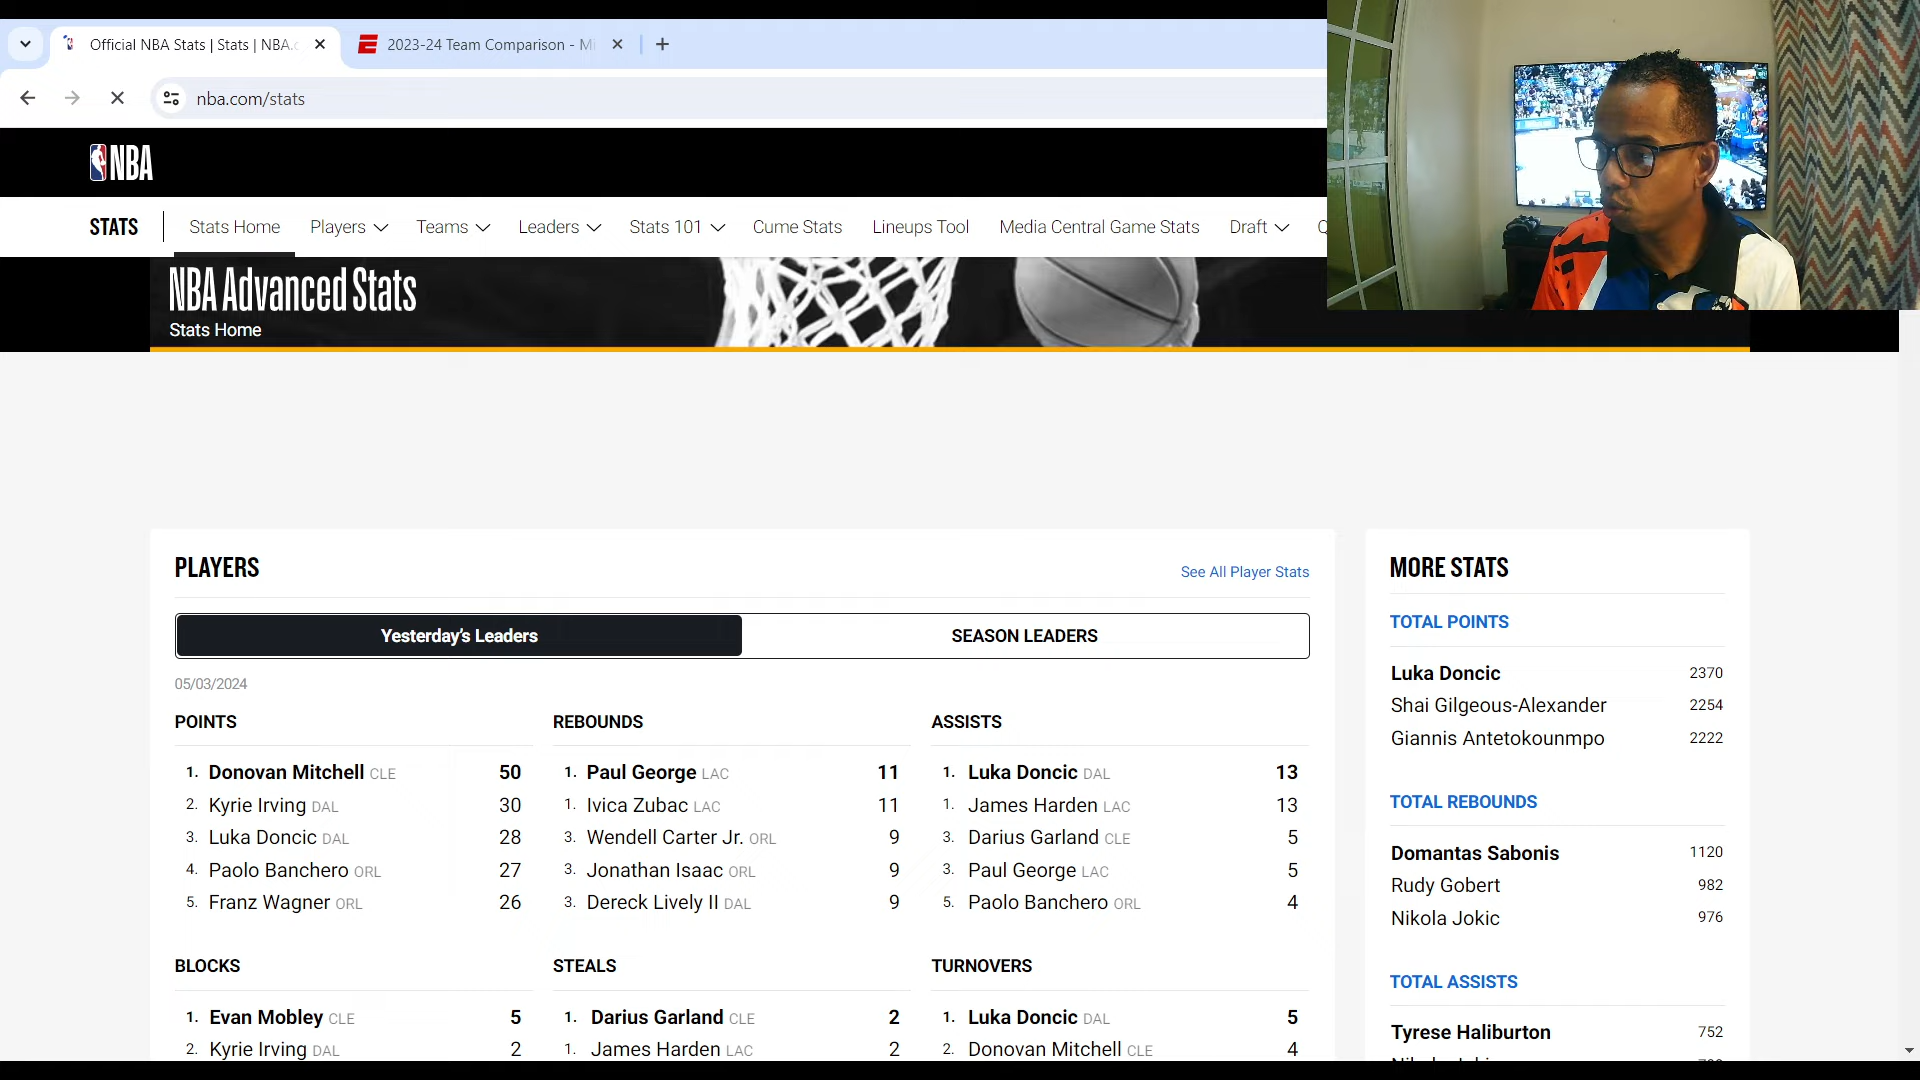 Official NBA Stats | Stats | NBA.c
2023-24 Team Comparison - Mi
nba.com/stats
NBA
STATS
Stats Home
Players
Teams
Leaders
Stats 101
Cume Stats
Lineups Tool
Media Central Game Stats
Draft
Q
NBA Advanced Stats
Stats Home
PLAYERS
See All Player Stats
Yesterday's Leaders
SEASON LEADERS
05/03/2024
POINTS
1. Donovan Mitchell CLE 50
2. Kyrie Irving DAL 30
3. Luka Doncic DAL 28
4. Paolo Banchero ORL 27
5. Franz Wagner ORL 26
REBOUNDS
1. Paul George LAC 11
1. Ivica Zubac LAC 11
3. Wendell Carter Jr. ORL 9
3. Jonathan Isaac ORL 9
3. Dereck Lively II DAL 9
ASSISTS
1. Luka Doncic DAL 13
1. James Harden LAC 13
3. Darius Garland CLE 5
3. Paul George LAC 5
5. Paolo Banchero ORL 4
BLOCKS
1. Evan Mobley CLE 5
2. Kyrie Irving DAL 2
STEALS
1. Darius Garland CLE 2
1. James Harden LAC 2
TURNOVERS
1. Luka Doncic DAL 5
2. Donovan Mitchell CLE 4
MORE STATS
TOTAL POINTS
Luka Doncic 2370
Shai Gilgeous-Alexander 2254
Giannis Antetokounmpo 2222
TOTAL REBOUNDS
Domantas Sabonis 1120
Rudy Gobert 982
Nikola Jokic 976
TOTAL ASSISTS
Tyrese Haliburton 752